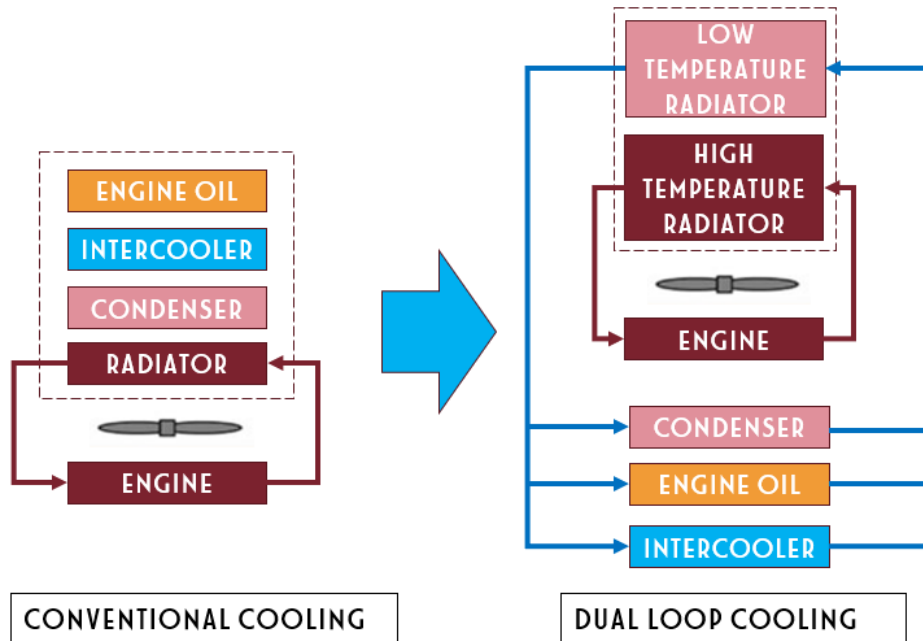 ENGINE OIL
INTERCOOLER
CONDENSER
RADIATOR
ENGINE
CONVENTIONAL COOLING
LOW
TEMPERATURE
RADIATOR
HIGH
TEMPERATURE
RADIATOR
ENGINE
CONDENSER
ENGINE OIL
INTERCOOLER
DUAL LOOP COOLING